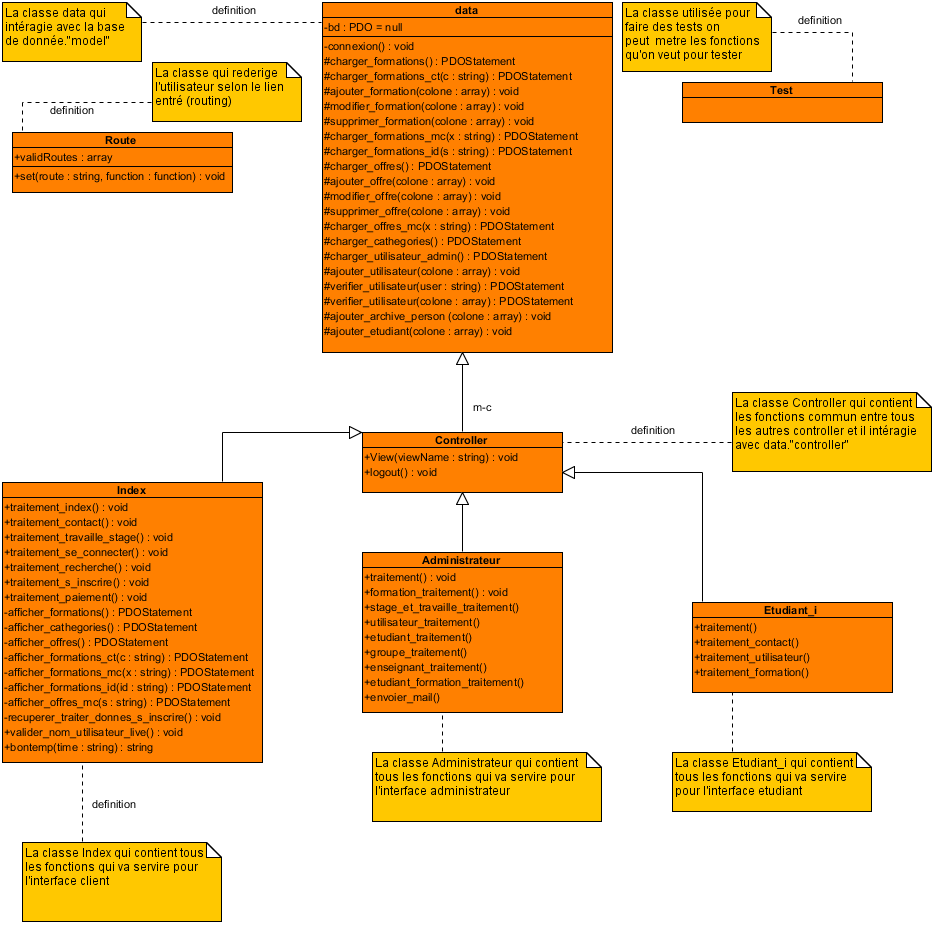 La classe data qui
intéragie avec la base
de donnée."model"
definition
data
-bd : PDO = null
-connexion() : void
#charger_formations() : PDOStatement
#charger_formations_ct(c : string) : PDOStatement
#ajouter_formation(colone : array) : void
#modifier_formation(colone : array) : void
#supprimer_formation(colone : array) : void
#charger_formations_mc(x : string) : PDOStatement
#charger_formations_id(s : string) : PDOStatement
#charger_offres() : PDOStatement
#ajouter_offre(colone : array) : void
#modifier_offre(colone : array) : void
#supprimer_offre(colone : array) : void
#charger_offres_mc(x : string) : PDOStatement
#charger_cathegories() : PDOStatement
#charger_utilisateur_admin() : PDOStatement
#ajouter_utilisateur(colone : array) : void
#verifier_utilisateur(user : string) : PDOStatement
#verifier_utilisateur(colone : array) : PDOStatement
#ajouter_archive_person (colone : array) : void
#ajouter_etudiant(colone : array) : void
La classe utilisée pour
faire des tests on
peut  metre les fonctions
qu'on veut pour tester
definition
Test
La classe qui rederige
l'utilisateur selon le lien
entré (routing)
definition
Route
+validRoutes : array
+set(route : string, function : function) : void
m-c
Controller
+View(viewName : string) : void
+logout() : void
definition
La classe Controller qui contient
les fonctions commun entre tous
les autres controller et il intéragie
avec data."controller"
Index
+traitement_index() : void
+traitement_contact() : void
+traitement_travaille_stage() : void
+traitement_se_connecter() : void
+traitement_recherche() : void
+traitement_s_inscrire() : void
+traitement_paiement() : void
-afficher_formations() : PDOStatement
-afficher_cathegories() : PDOStatement
-afficher_offres() : PDOStatement
-afficher_formations_ct(c : string) : PDOStatement
-afficher_formations_mc(x : string) : PDOStatement
-afficher_formations_id(id : string) : PDOStatement
-afficher_offres_mc(s : string) : PDOStatement
-recuperer_traiter_donnes_s_inscrire() : void
+valider_nom_utilisateur_live() : void
+bontemp(time : string) : string
Administrateur
+traitement() : void
+formation_traitement() : void
+stage_et_travaille_traitement()
+utilisateur_traitement()
+etudiant_traitement()
+groupe_traitement()
+enseignant_traitement()
+etudiant_formation_traitement()
+envoier_mail()
Etudiant_i
+traitement()
+traitement_contact()
+traitement_utilisateur()
+traitement_formation()
La classe Administrateur qui contient
tous les fonctions qui va servire pour
l'interface administrateur
La classe Etudiant_i qui contient
tous les fonctions qui va servire
pour l'interface etudiant
definition
La classe Index qui contient tous
les fonctions qui va servire pour
l'interface client